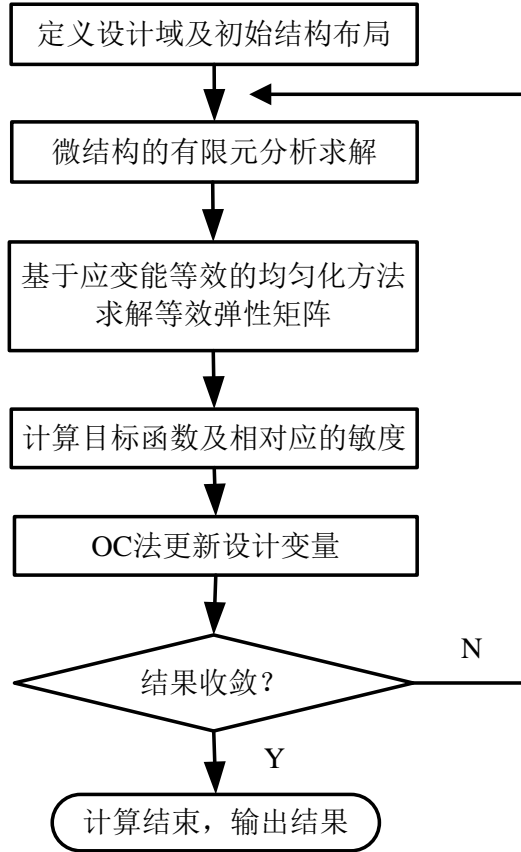 定义设计域及初始结构布局
微结构的有限元分析求解
基于应变能等效的均匀化方法
求解等效弹性矩阵
计算目标函数及相对应的敏度
OC法更新设计变量
结果收敛？
N
Y
计算结束，输出结果